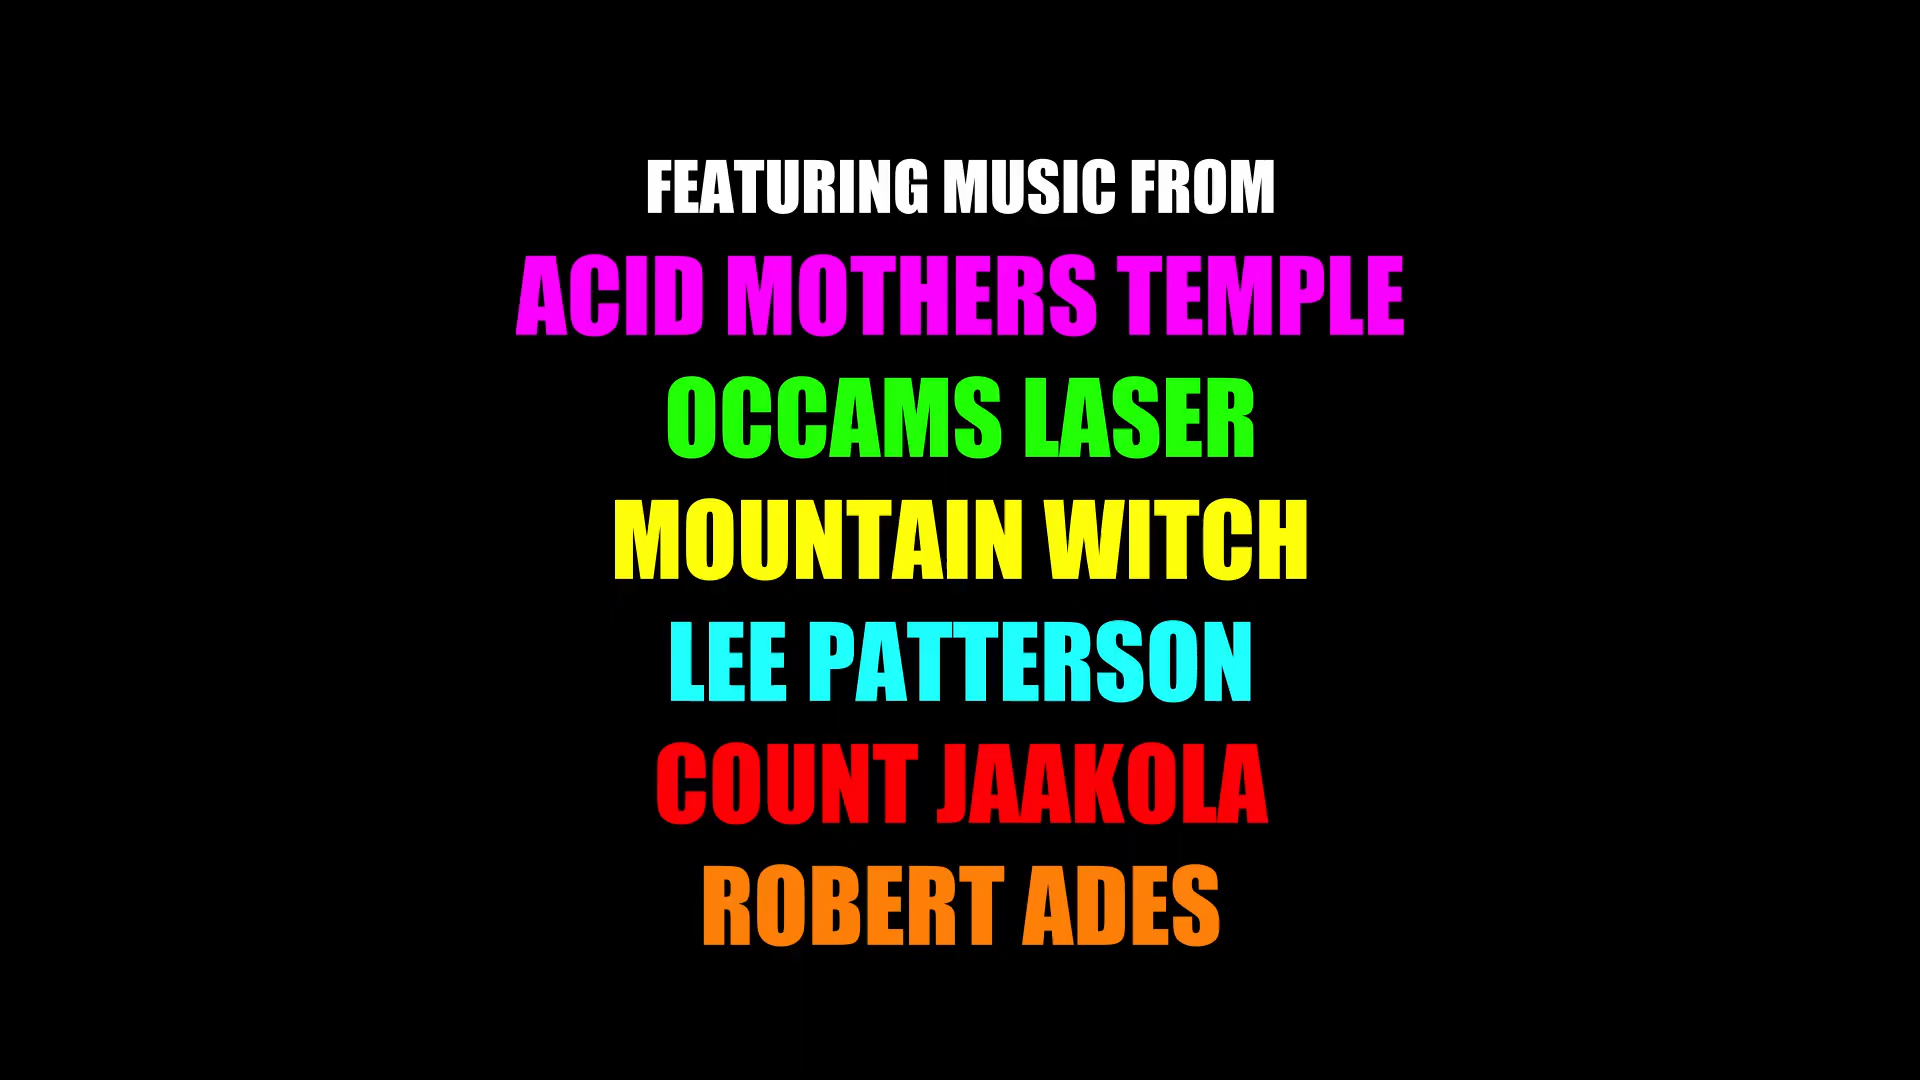 FEATURING MUSIC FROM
ACID MOTHERS TEMPLE
OCCAMS LASER
MOUNTAIN WITCH
LEE PATTERSON
COUNT JAAKOLA
ROBERT ADES